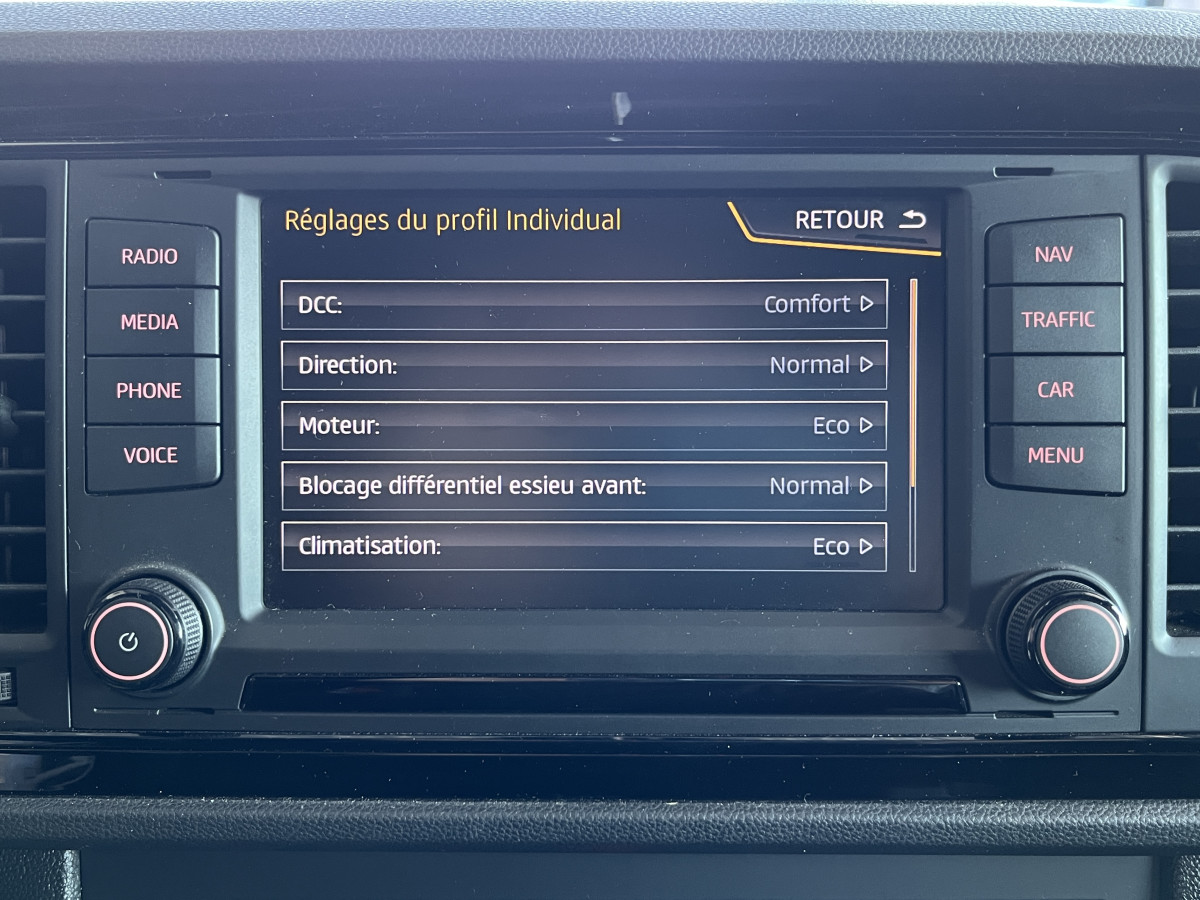 Réglages du profil Individual
RETOUR
RADIO
MEDIA
PHONE
VOICE
DCC: Comfort
Direction: Normal
Moteur: Eco
Blocage différentiel essieu avant: Normal
Climatisation: Eco
NAV
TRAFFIC
CAR
MENU